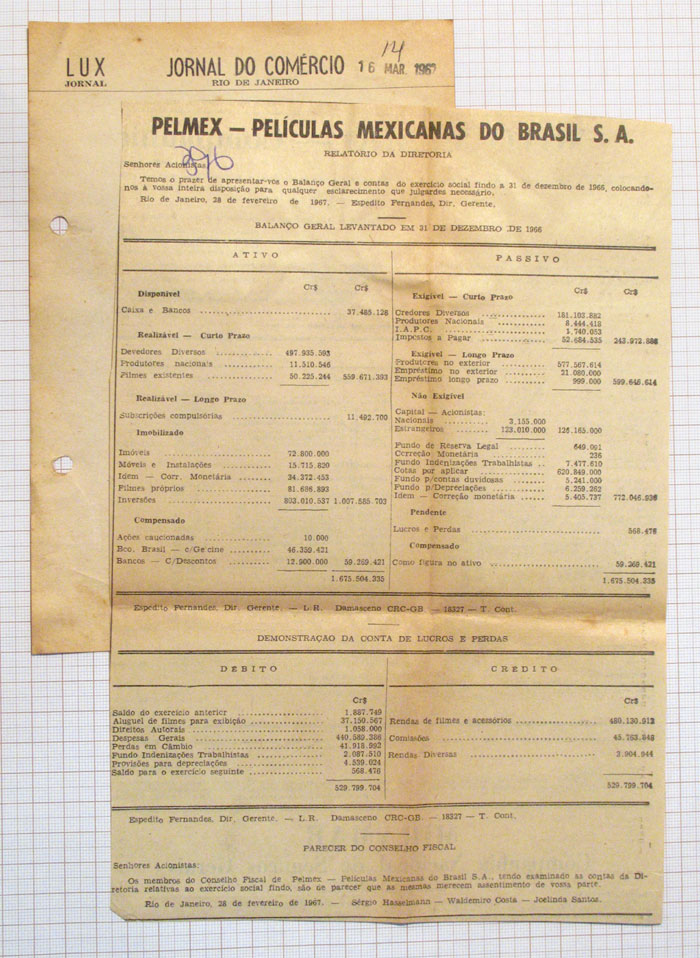 LUX JORNAL DO COMÉRCIO 16 MAR. 1967
JORNAL RIO DE JANEIRO
14
PELMEX — PELÍCULAS MEXICANAS DO BRASIL S. A.
RELATÓRIO DA DIRETORIA
Senhores Acionistas:
Temos o prazer de apresentar-vos o Balanço Geral e contas do exercício social findo a 31 de dezembro de 1966, colocando-
nos à vossa inteira disposição para qualquer esclarecimento que julgardes necessário.
Rio de Janeiro, 28 de fevereiro de 1967. — Espedito Fernandes, Dir. Gerente.
BALANÇO GERAL LEVANTADO EM 31 DE DEZEMBRO DE 1966
ATIVO
Cr$ Cr$
Disponível
Caixa e Bancos 37.485.128
Realizável — Curto Prazo
Devedores Diversos 497.935.593
Produtores nacionais 11.510.546
Filmes existentes 50.225.244 559.671.393
Realizável — Longo Prazo
Subscrições compulsórias 11.492.700
Imobilizado
Imóveis 72.800.000
Móveis e Instalações 15.715.820
Idem — Corr. Monetária 34.372.453
Filmes próprios 81.696.893
Inversões 803.010.537 1.007.585.703
Compensado
Ações caucionadas 10.000
Bco. Brasil — c/Gecine 46.359.421
Bancos — C/Descontos 12.900.000 59.269.421
1.675.504.335
PASSIVO
Cr$ Cr$
Exigível — Curto Prazo
Credores Diversos 181.103.882
Produtores Nacionais 8.444.418
I.A.P.C. 1.740.053
Impostos a Pagar 52.684.535 243.972.888
Exigível — Longo Prazo
Produtores no exterior 577.567.614
Empréstimo no exterior 21.080.000
Empréstimo longo prazo 999.000 599.646.614
Não Exigível
Capital — Acionistas:
Nacionais 3.155.000
Estrangeiros 123.010.000 126.165.000
Fundo de Reserva Legal 649.091
Correção Monetária 236
Fundo Indenizações Trabalhistas 7.477.610
Cotas por aplicar 620.849.000
Fundo p/contas duvidosas 5.241.000
Fundo p/Depreciações 6.259.262
Idem — Correção monetária 5.405.737 772.046.936
Pendente
Lucros e Perdas 568.476
Compensado
Como figura no ativo 59.269.421
1.675.504.335
Espedito Fernandes, Dir. Gerente. — L.R. Damasceno CRC-GB — 18327 — T. Cont.
DEMONSTRAÇÃO DA CONTA DE LUCROS E PERDAS
DÉBITO
Cr$
Saldo do exercício anterior 1.887.749
Aluguel de filmes para exibição 37.150.567
Direitos Autorais 1.058.000
Despesas Gerais 440.589.388
Perdas em Câmbio 41.918.992
Fundo Indenizações Trabalhistas 2.087.510
Provisões para depreciações 4.539.024
Saldo para o exercício seguinte 568.476
529.799.704
CRÉDITO
Cr$
Rendas de filmes e acessórios 480.130.912
Comissões 45.763.848
Rendas Diversas 3.904.944
529.799.704
Espedito Fernandes, Dir. Gerente. — L.R. Damasceno CRC-GB. — 18327 — T. Cont.
PARECER DO CONSELHO FISCAL
Senhores Acionistas:
Os membros do Conselho Fiscal de Pelmex — Películas Mexicanas do Brasil S.A., tendo examinado as contas da Di-
retoria relativas ao exercício social findo, são de parecer que as mesmas merecem assentimento de vossa parte.
Rio de Janeiro, 28 de fevereiro de 1967. — Sérgio Hasselmann — Waldemiro Costa — Joelinda Santos.